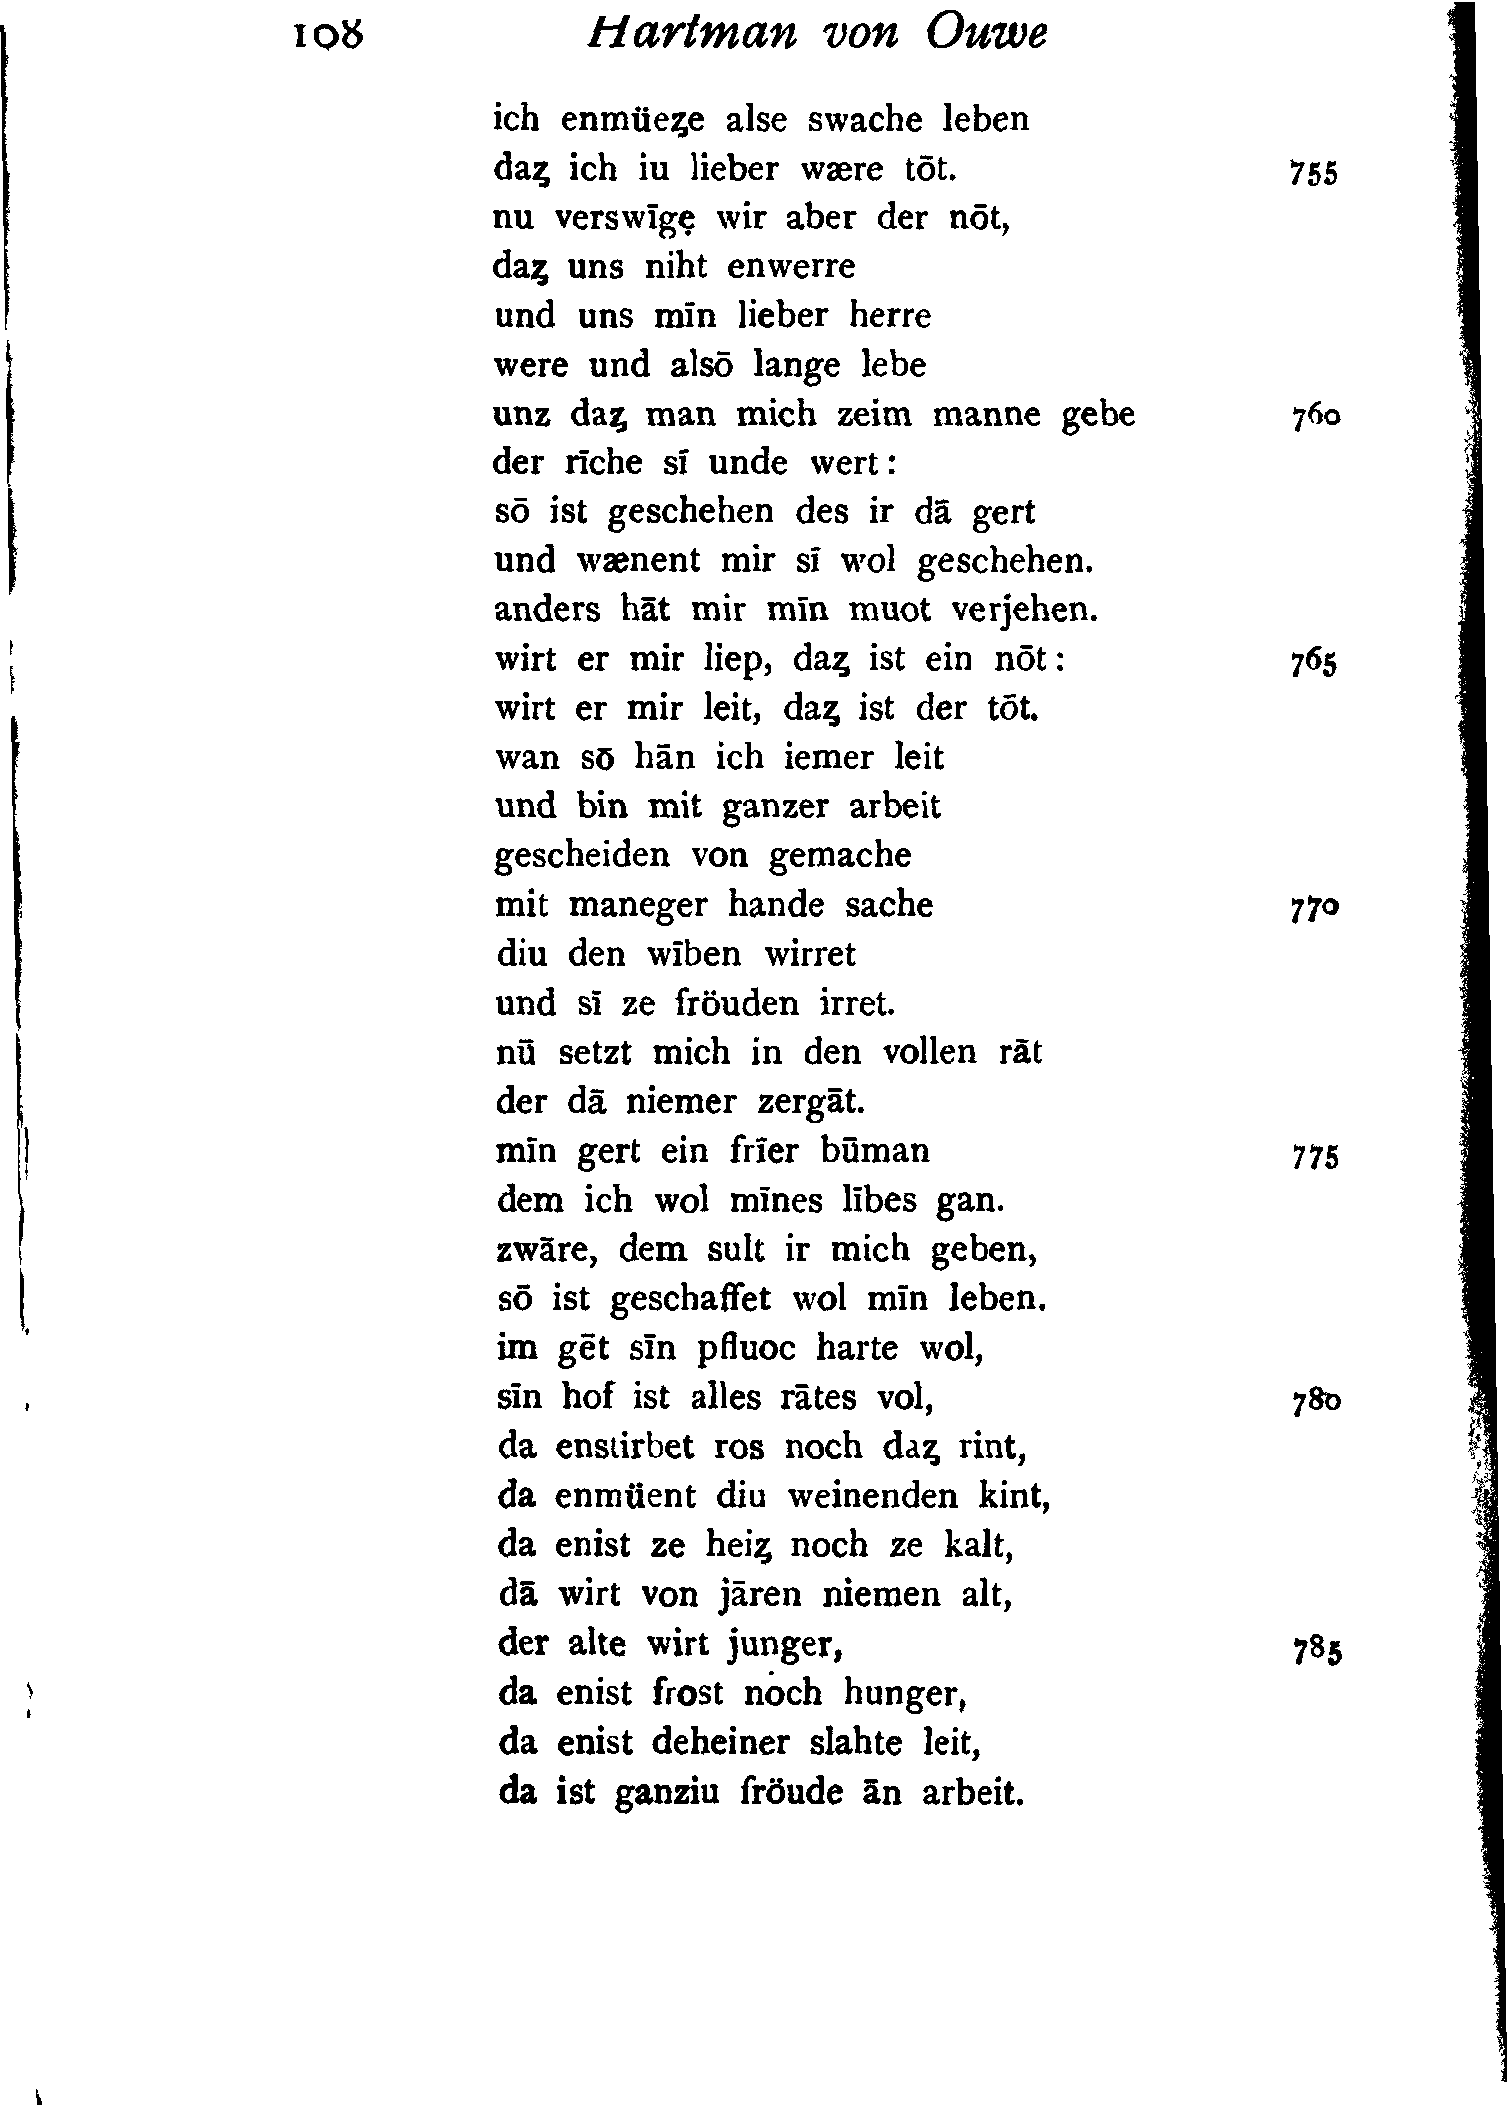 108 Hartman von Ouwe
ich enmüeȥe alse swache leben
daȥ ich iu lieber wære tōt. 755
nu verswīgẹ wir aber der nōt,
daȥ uns niht enwerre
und uns mīn lieber herre
were und alsō lange lebe
unz daȥ man mich zeim manne gebe 760
der rīche sī unde wert:
sō ist geschehen des ir dā gert
und wænent mir sī wol geschehen.
anders hāt mir mīn muot verjehen.
wirt er mir liep, daȥ ist ein nōt: 765
wirt er mir leit, daȥ ist der tōt.
wan sō hān ich iemer leit
und bin mit ganzer arbeit
gescheiden von gemache
mit maneger hande sache 770
diu den wīben wirret
und sī ze fröuden irret.
nū setzt mich in den vollen rāt
der dā niemer zergāt.
mīn gert ein frīer būman 775
dem ich wol mīnes lībes gan.
zwāre, dem sult ir mich geben,
sō ist geschaffet wol mīn leben.
im gēt sīn pfluoc harte wol,
sīn hof ist alles rātes vol, 780
da enstirbet ros noch daȥ rint,
da enmüent diu weinenden kint,
da enist ze heiȥ noch ze kalt,
dā wirt von jāren niemen alt,
der alte wirt junger, 785
da enist frost noch hunger,
da enist deheiner slahte leit,
da ist ganziu fröude ān arbeit.